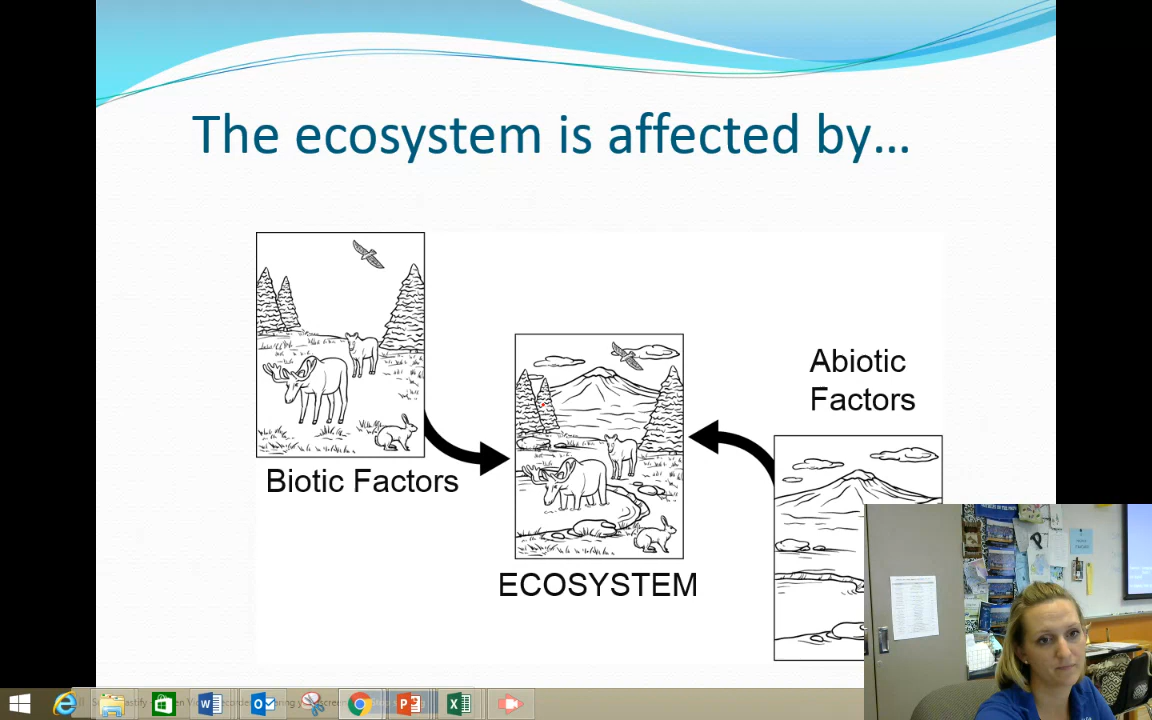 The ecosystem is affected by…
Abiotic
Factors
Biotic Factors
ECOSYSTEM